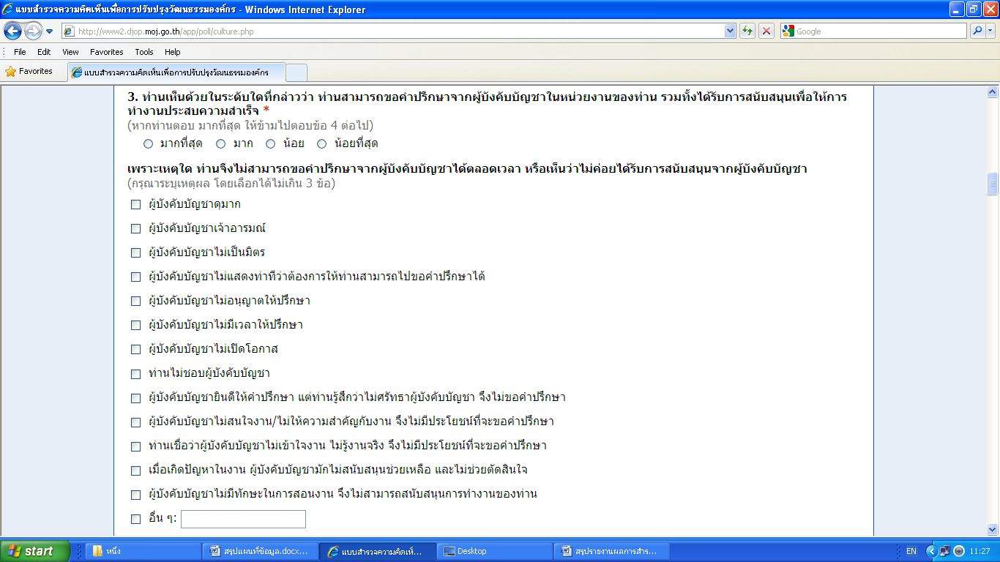 แบบสำรวจความคิดเห็นเพื่อการปรับปรุงวัฒนธรรมองค์กร - Windows Internet Explorer
http://www2.djop.moj.go.th/app/poll/culture.php
Google
File Edit View Favorites Tools Help
Favorites แบบสำรวจความคิดเห็นเพื่อการปรับปรุงวัฒนธรรมองค์กร
3. ท่านเห็นด้วยในระดับใดที่กล่าวว่า ท่านสามารถขอคำปรึกษาจากผู้บังคับบัญชาในหน่วยงานของท่าน รวมทั้งได้รับการสนับสนุนเพื่อให้การ
ทำงานประสบความสำเร็จ *
(หากท่านตอบ มากที่สุด ให้ข้ามไปตอบข้อ 4 ต่อไป)
มากที่สุด มาก น้อย น้อยที่สุด
เพราะเหตุใด ท่านจึงไม่สามารถขอคำปรึกษาจากผู้บังคับบัญชาได้ตลอดเวลา หรือเห็นว่าไม่ค่อยได้รับการสนับสนุนจากผู้บังคับบัญชา
(กรุณาระบุเหตุผล โดยเลือกได้ไม่เกิน 3 ข้อ)
ผู้บังคับบัญชาดุมาก
ผู้บังคับบัญชาเจ้าอารมณ์
ผู้บังคับบัญชาไม่เป็นมิตร
ผู้บังคับบัญชาไม่แสดงท่าทีว่าต้องการให้ท่านสามารถไปขอคำปรึกษาได้
ผู้บังคับบัญชาไม่อนุญาตให้ปรึกษา
ผู้บังคับบัญชาไม่มีเวลาให้ปรึกษา
ผู้บังคับบัญชาไม่เปิดโอกาส
ท่านไม่ชอบผู้บังคับบัญชา
ผู้บังคับบัญชายินดีให้คำปรึกษา แต่ท่านรู้สึกว่าไม่ศรัทธาผู้บังคับบัญชา จึงไม่ขอคำปรึกษา
ผู้บังคับบัญชาไม่สนใจงาน/ไม่ให้ความสำคัญกับงาน จึงไม่มีประโยชน์ที่จะขอคำปรึกษา
ท่านเชื่อว่าผู้บังคับบัญชาไม่เข้าใจงาน ไม่รู้งานจริง จึงไม่มีประโยชน์ที่จะขอคำปรึกษา
เมื่อเกิดปัญหาในงาน ผู้บังคับบัญชามักไม่สนับสนุนช่วยเหลือ และไม่ช่วยตัดสินใจ
ผู้บังคับบัญชาไม่มีทักษะในการสอนงาน จึงไม่สามารถสนับสนุนการทำงานของท่าน
อื่น ๆ:
start หนึ่ง สรุปแผนที่ข้อมูล.docx... แบบสำรวจความคิดเห็... Desktop สรุปรายงานผลการสำร... EN 11:27